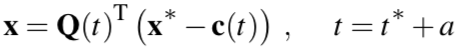 𝐱 = 𝐐(t)ᵀ (𝐱* − 𝐜(t)) ,    t = t* + a